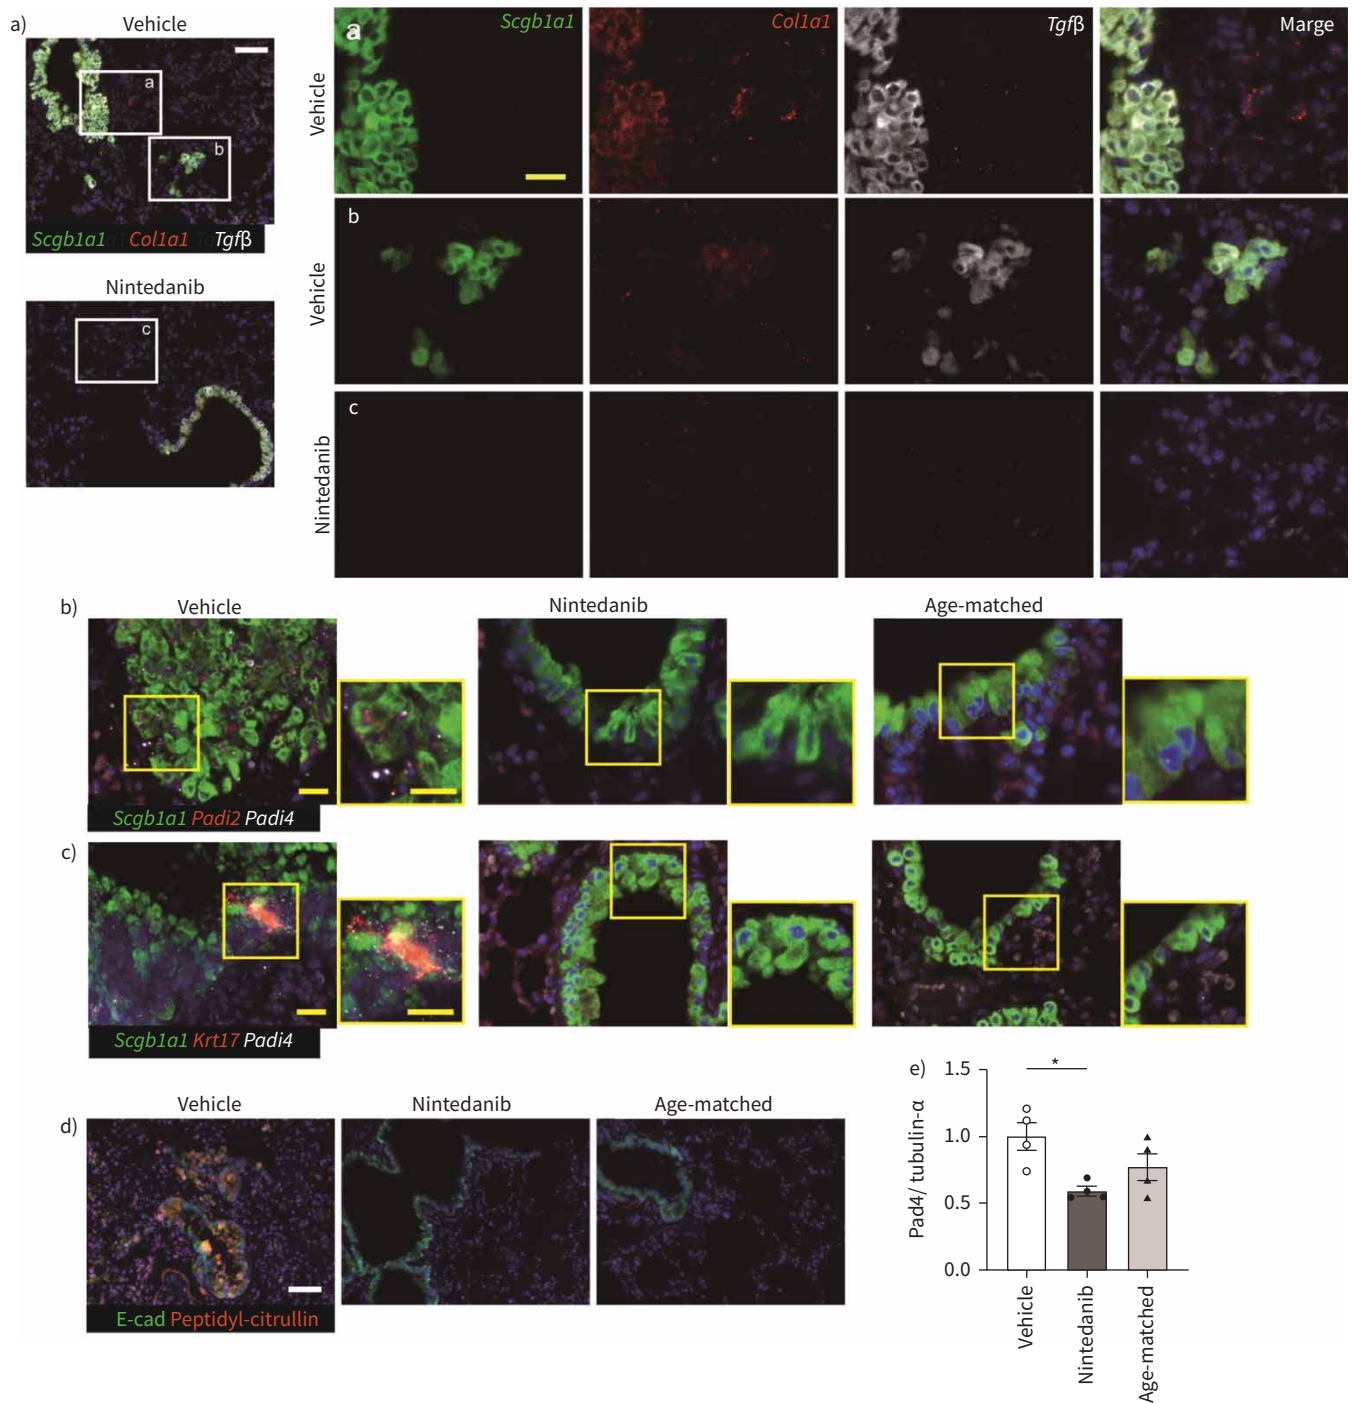 a)
Vehicle
a
b
Scgb1a1 Col1a1 Tgfβ
Nintedanib
c
a Scgb1a1 Col1a1 Tgfβ Marge
Vehicle
b
Vehicle
c
Nintedanib
b)
Vehicle Nintedanib Age-matched
Scgb1a1 Padi2 Padi4
c)
Scgb1a1 Krt17 Padi4
d)
Vehicle Nintedanib Age-matched
E-cad Peptidyl-citrullin
e)
*
Pad4/ tubulin-α
1.5
1.0
0.5
0.0
Vehicle
Nintedanib
Age-matched